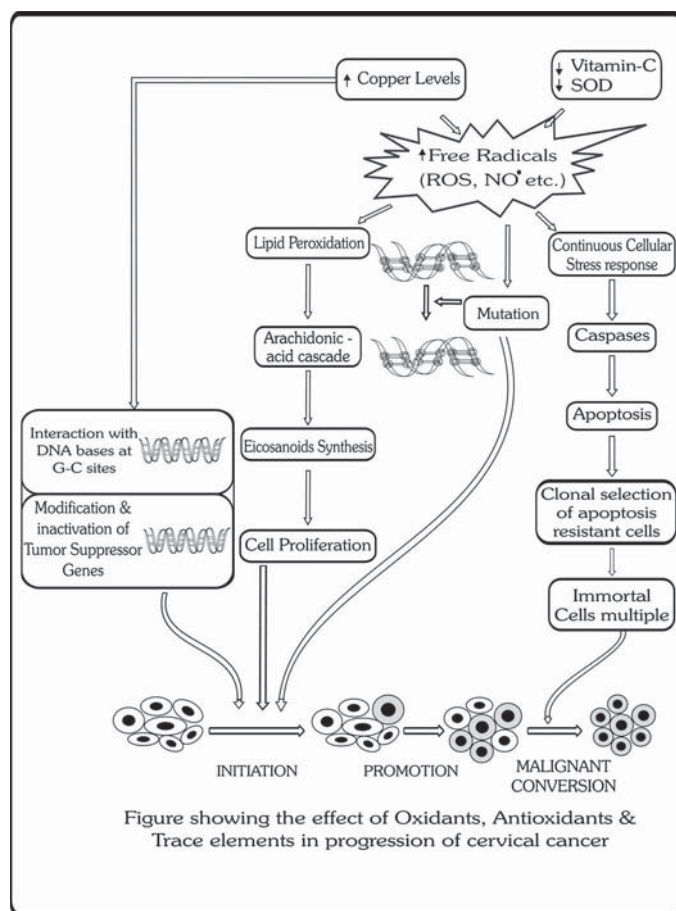 ↑ Copper Levels
↓ Vitamin-C
↓ SOD
↑Free Radicals
(ROS, NO• etc.)
Lipid Peroxidation
Continuous Cellular
Stress response
Mutation
Arachidonic -
acid cascade
Caspases
Apoptosis
Interaction with
DNA bases at
G-C sites
Eicosanoids Synthesis
Modification &
inactivation of
Tumor Suppressor
Genes
Clonal selection
of apoptosis
resistant cells
Cell Proliferation
Immortal
Cells multiple
INITIATION
PROMOTION
MALIGNANT
CONVERSION
Figure showing the effect of Oxidants, Antioxidants &
Trace elements in progression of cervical cancer